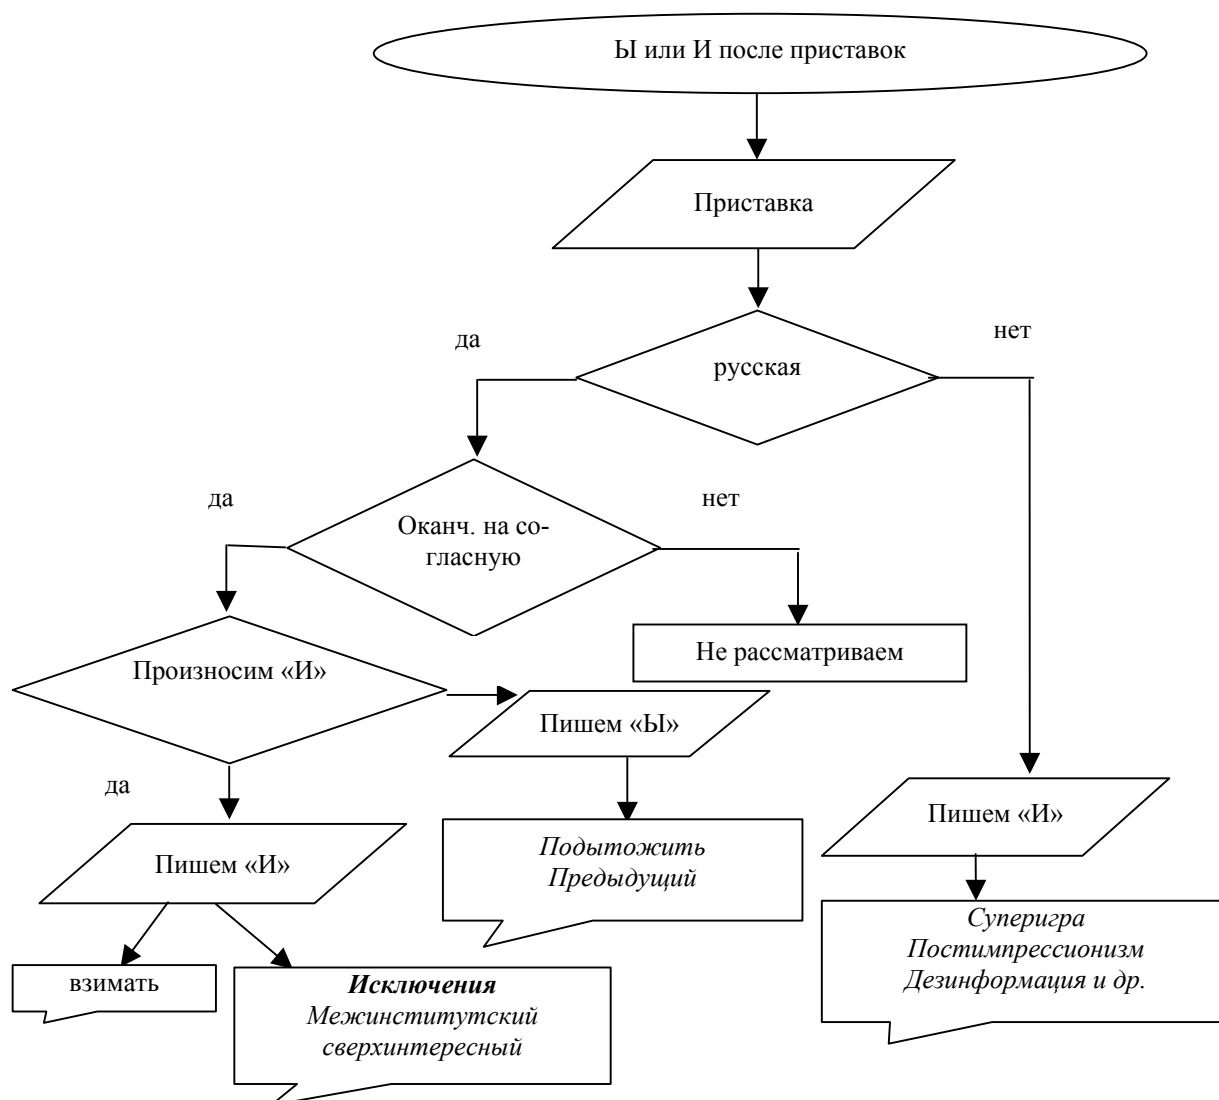 Ы или И после приставок
Приставка
да
нет
русская
да
нет
Оканч. на со-
гласную
Произносим «И»
Не рассматриваем
Пишем «Ы»
да
Пишем «И»
Пишем «И»
Подытожить
Предыдущий
Суперигра
Постимпрессионизм
Дезинформация и др.
взимать
Исключения
Межинститутский
сверхинтересный